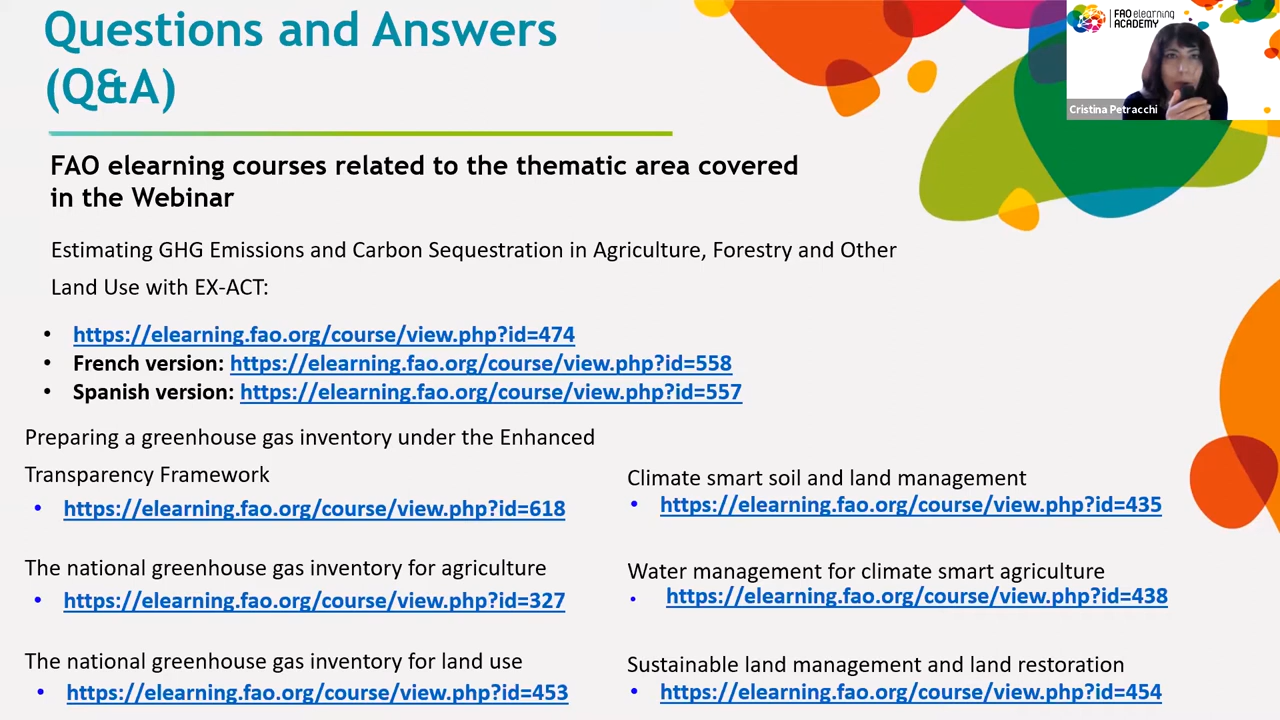 Questions and Answers
(Q&A)
FAO elearning
ACADEMY
Cristina Petracchi
FAO elearning courses related to the thematic area covered
in the Webinar
Estimating GHG Emissions and Carbon Sequestration in Agriculture, Forestry and Other
Land Use with EX-ACT:
• https://elearning.fao.org/course/view.php?id=474
• French version: https://elearning.fao.org/course/view.php?id=558
• Spanish version: https://elearning.fao.org/course/view.php?id=557
Preparing a greenhouse gas inventory under the Enhanced
Transparency Framework
• https://elearning.fao.org/course/view.php?id=618
The national greenhouse gas inventory for agriculture
• https://elearning.fao.org/course/view.php?id=327
The national greenhouse gas inventory for land use
• https://elearning.fao.org/course/view.php?id=453
Climate smart soil and land management
• https://elearning.fao.org/course/view.php?id=435
Water management for climate smart agriculture
• https://elearning.fao.org/course/view.php?id=438
Sustainable land management and land restoration
• https://elearning.fao.org/course/view.php?id=454